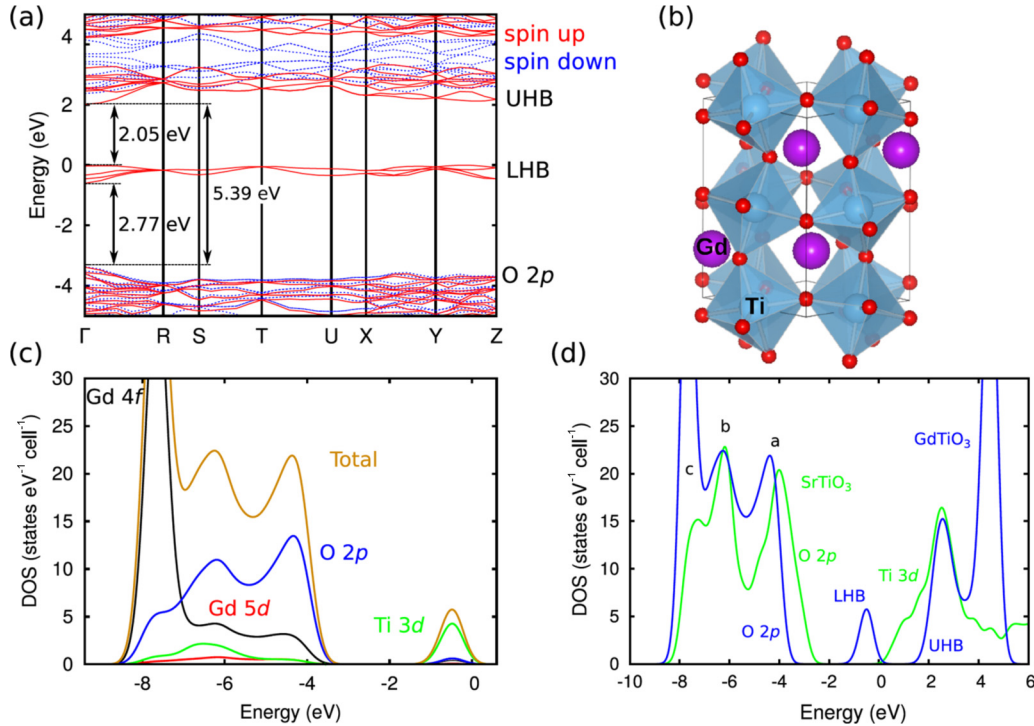 (a)
4
2
0
-2
-4
Energy (eV)
2.05 eV
2.77 eV
5.39 eV
Γ R S T U X Y Z
spin up
spin down
UHB
LHB
O 2p
(b)
Gd
Ti
(c)
30
25
20
15
10
5
0
DOS (states eV⁻¹ cell⁻¹)
Gd 4f
Total
O 2p
Gd 5d
Ti 3d
-8 -6 -4 -2 0
Energy (eV)
(d)
30
25
20
15
10
5
0
DOS (states eV⁻¹ cell⁻¹)
b
a
c
GdTiO₃
SrTiO₃
O 2p
Ti 3d
LHB
O 2p
UHB
-10 -8 -6 -4 -2 0 2 4 6
Energy (eV)